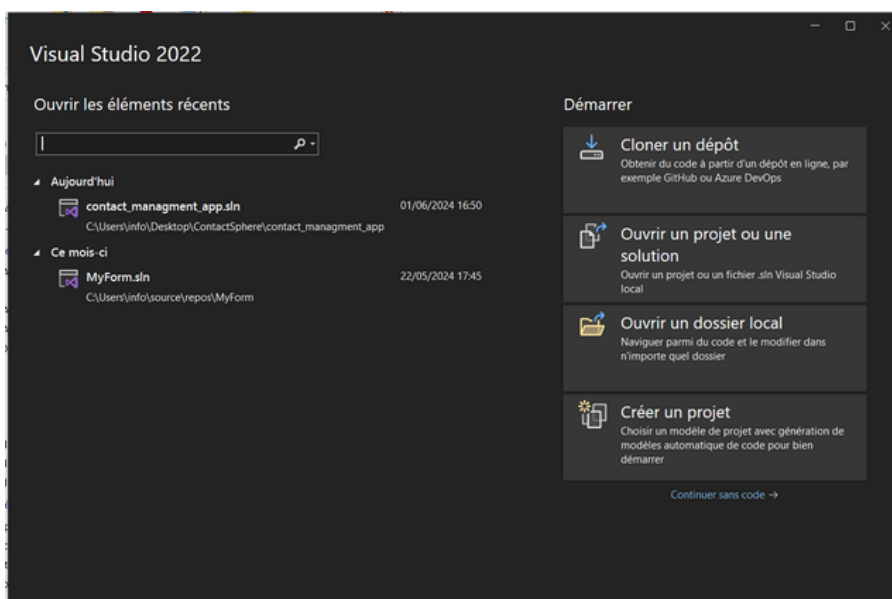 Visual Studio 2022
Ouvrir les éléments récents
Aujourd'hui
contact_managment_app.sln 01/06/2024 16:50
C:\Users\info\Desktop\ContactSphere\contact_managment_app
Ce mois-ci
MyForm.sln 22/05/2024 17:45
C:\Users\info\source\repos\MyForm
Démarrer
Cloner un dépôt
Obtenir du code à partir d'un dépôt en ligne, par
exemple GitHub ou Azure DevOps
Ouvrir un projet ou une
solution
Ouvrir un projet ou un fichier .sln Visual Studio
local
Ouvrir un dossier local
Naviguer parmi du code et le modifier dans
n'importe quel dossier
Créer un projet
Choisir un modèle de projet avec génération de
modèles automatique de code pour bien
démarrer
Continuer sans code →